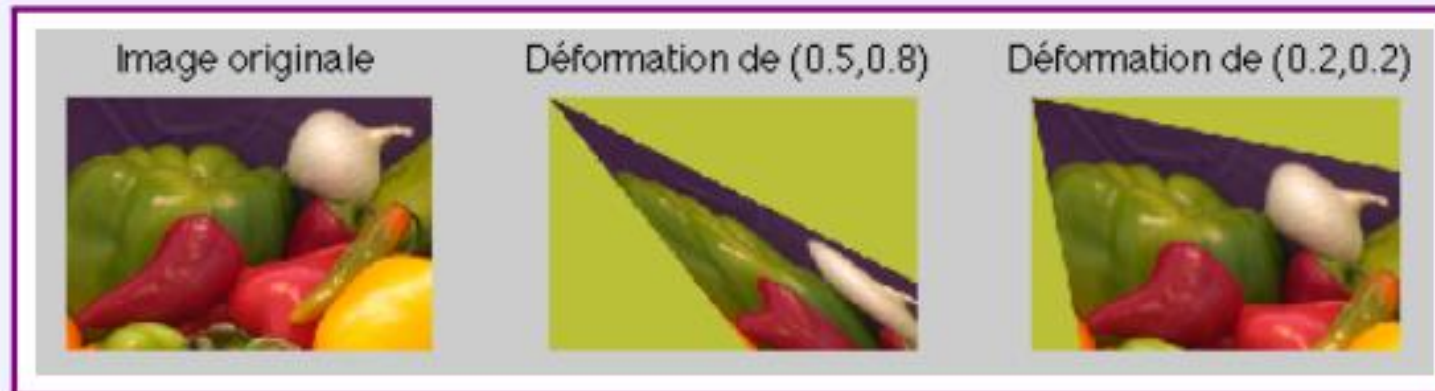 Image originale
Déformation de (0.5,0.8)
Déformation de (0.2,0.2)